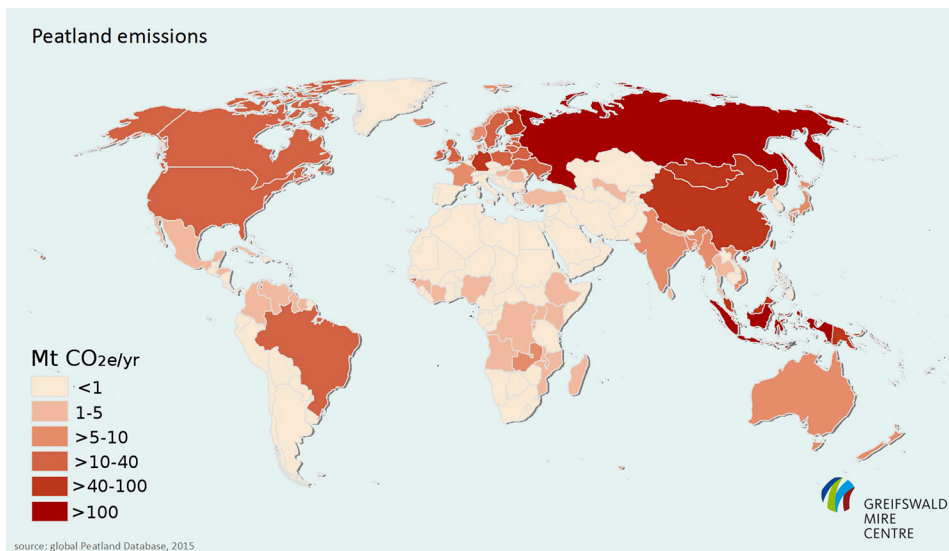 Peatland emissions
Mt CO2e/yr
<1
1-5
>5-10
>10-40
>40-100
>100
GREIFSWALD
MIRE
CENTRE
source: global Peatland Database, 2015